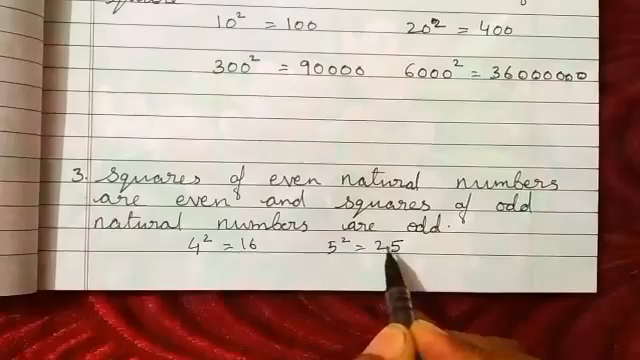 10² = 100 20² = 400
300² = 90000 6000² = 36000000
3. Squares of even natural numbers
are even and squares of odd
natural numbers are odd.
4² = 16 5² = 25